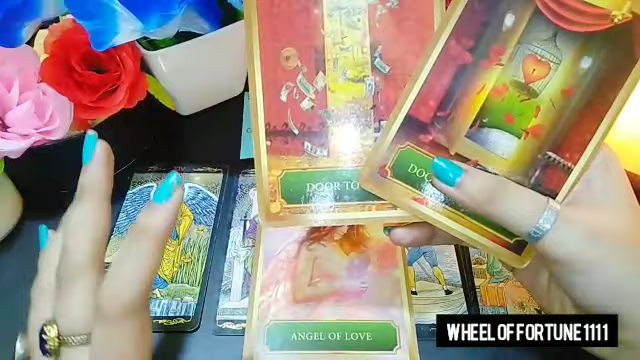 DOOR TO
DOO
ANGEL OF LOVE
WHEEL OF FORTUNE 1111